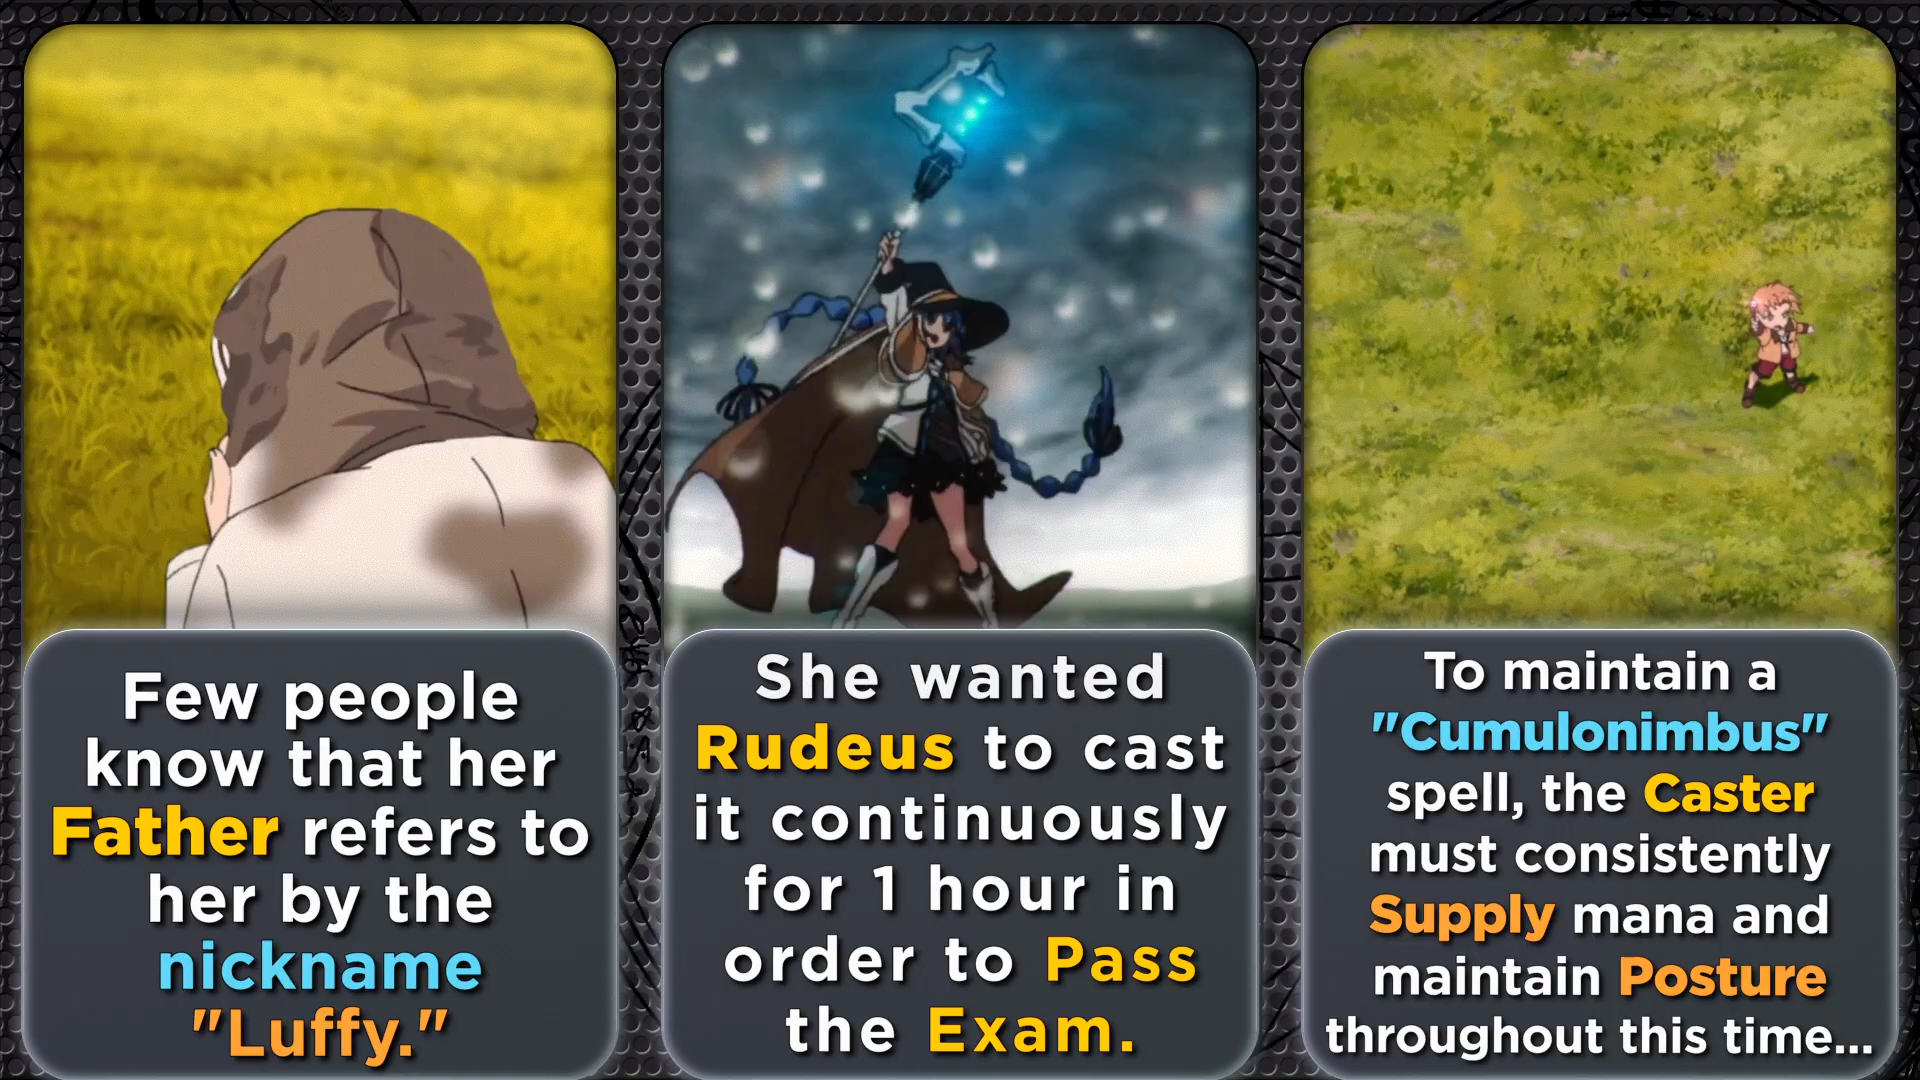 Few people
know that her
Father refers to
her by the
nickname
"Luffy."
She wanted
Rudeus to cast
it continuously
for 1 hour in
order to Pass
the Exam.
To maintain a
"Cumulonimbus"
spell, the Caster
must consistently
Supply mana and
maintain Posture
throughout this time...